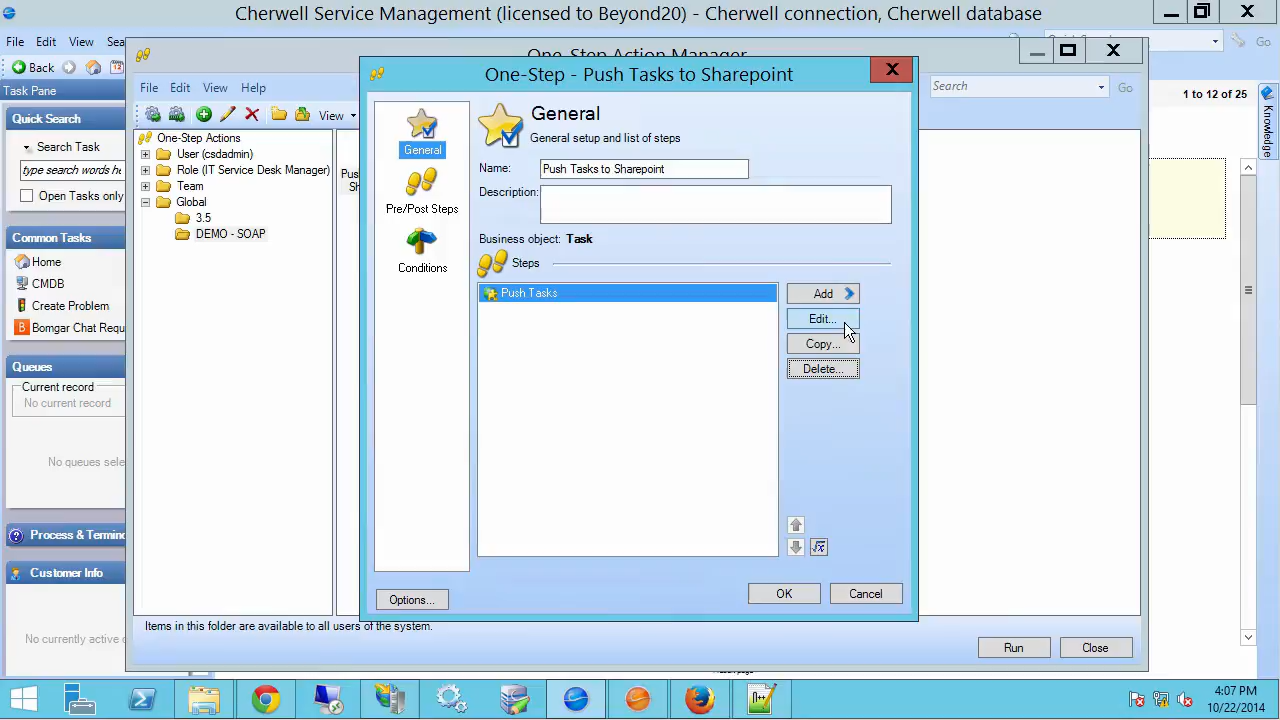 Cherwell Service Management (licensed to Beyond20) - Cherwell connection, Cherwell database
File Edit View
Back
One-Step Action Manager
One-Step - Push Tasks to Sharepoint
Task Pane
File Edit View Help
Search
Go
1 to 12 of 25
Knowledge
Quick Search
Search Task
type search words he
Open Tasks only
Common Tasks
Home
CMDB
Create Problem
Bomgar Chat Requ
Queues
Current record
No current record
No queues sele
Process & Termino
Customer Info
No currently active
View
One-Step Actions
User (csdadmin)
Role (IT Service Desk Manager)
Team
Global
3.5
DEMO - SOAP
General
Pre/Post Steps
Conditions
General
General setup and list of steps
Name: Push Tasks to Sharepoint
Description:
Business object: Task
Steps
Push Tasks
Add
Edit...
Copy...
Delete...
Options...
OK
Cancel
Items in this folder are available to all users of the system.
Run
Close
4:07 PM
10/22/2014